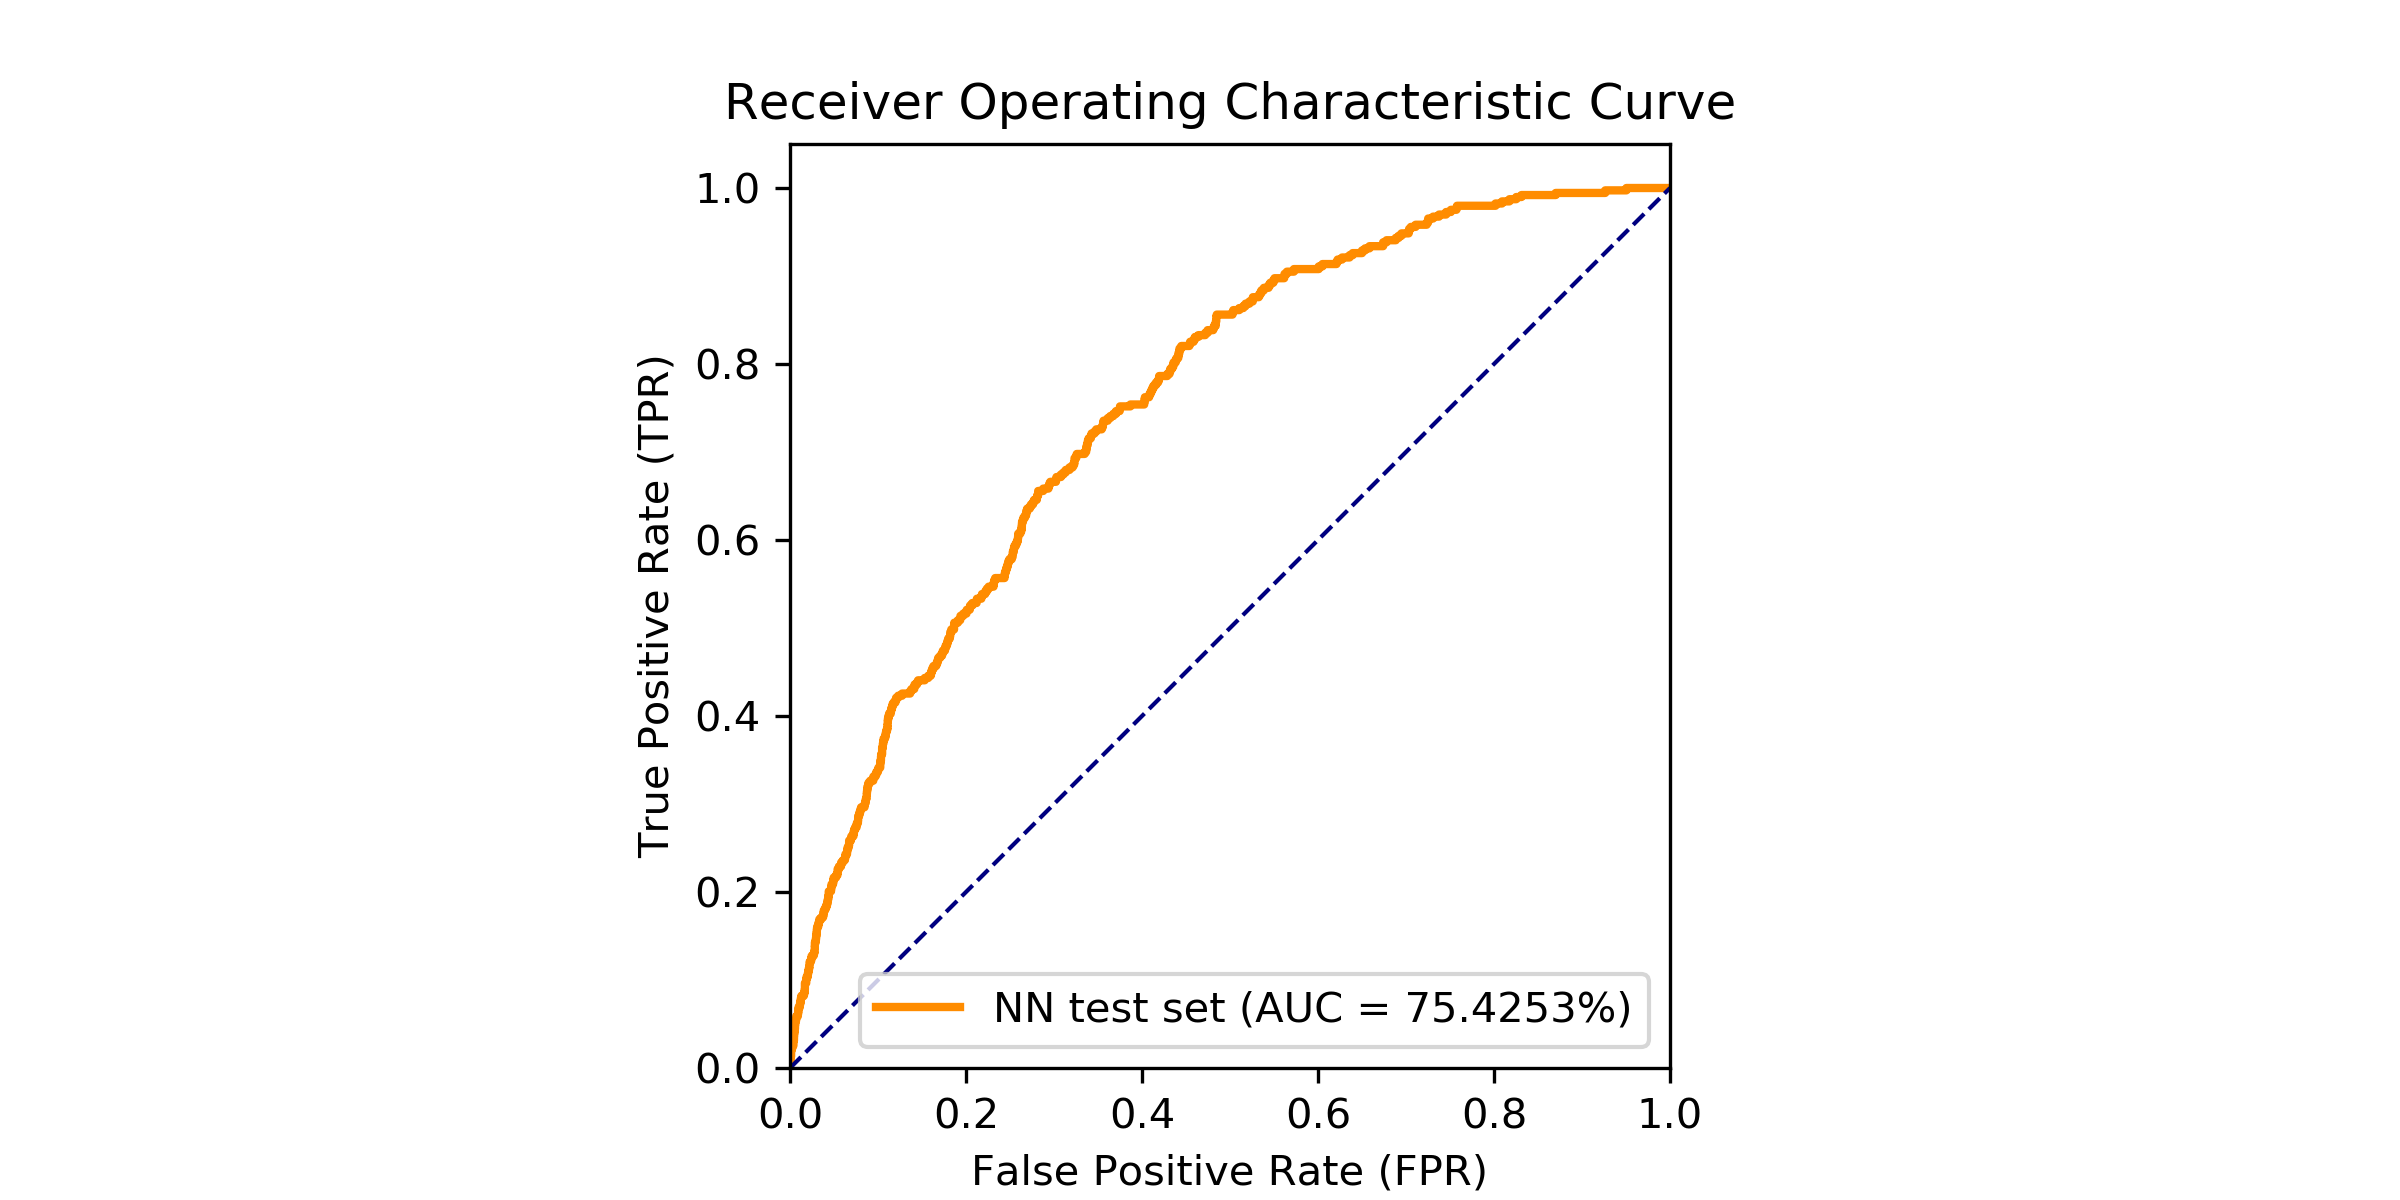 Receiver Operating Characteristic Curve
True Positive Rate (TPR)
1.0
0.8
0.6
0.4
0.2
0.0
NN test set (AUC = 75.4253%)
0.0 0.2 0.4 0.6 0.8 1.0
False Positive Rate (FPR)